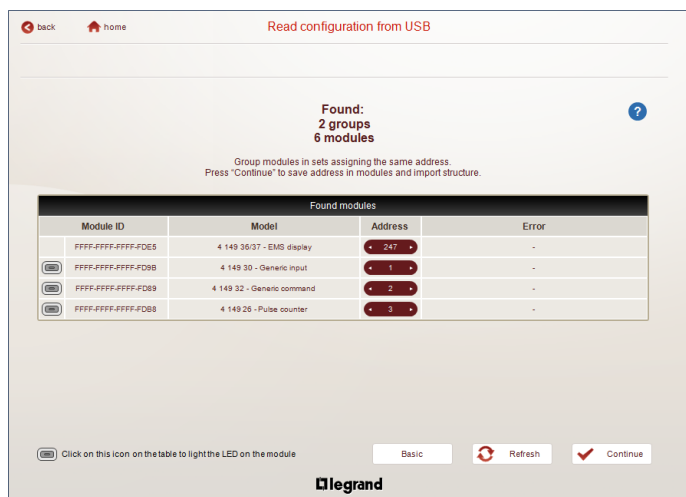 back home Read configuration from USB
Found:
2 groups
6 modules
Group modules in sets assigning the same address.
Press "Continue" to save address in modules and import structure.
Found modules
Module ID Model Address Error
FFFF-FFFF-FFFF-FDE5 4 149 36/37 - EMS display 247 -
FFFF-FFFF-FFFF-FD9B 4 149 30 - Generic input 1 -
FFFF-FFFF-FFFF-FD89 4 149 32 - Generic command 2 -
FFFF-FFFF-FFFF-FDB8 4 149 26 - Pulse counter 3 -
Click on this icon on the table to light the LED on the module Basic Refresh Continue
legrand